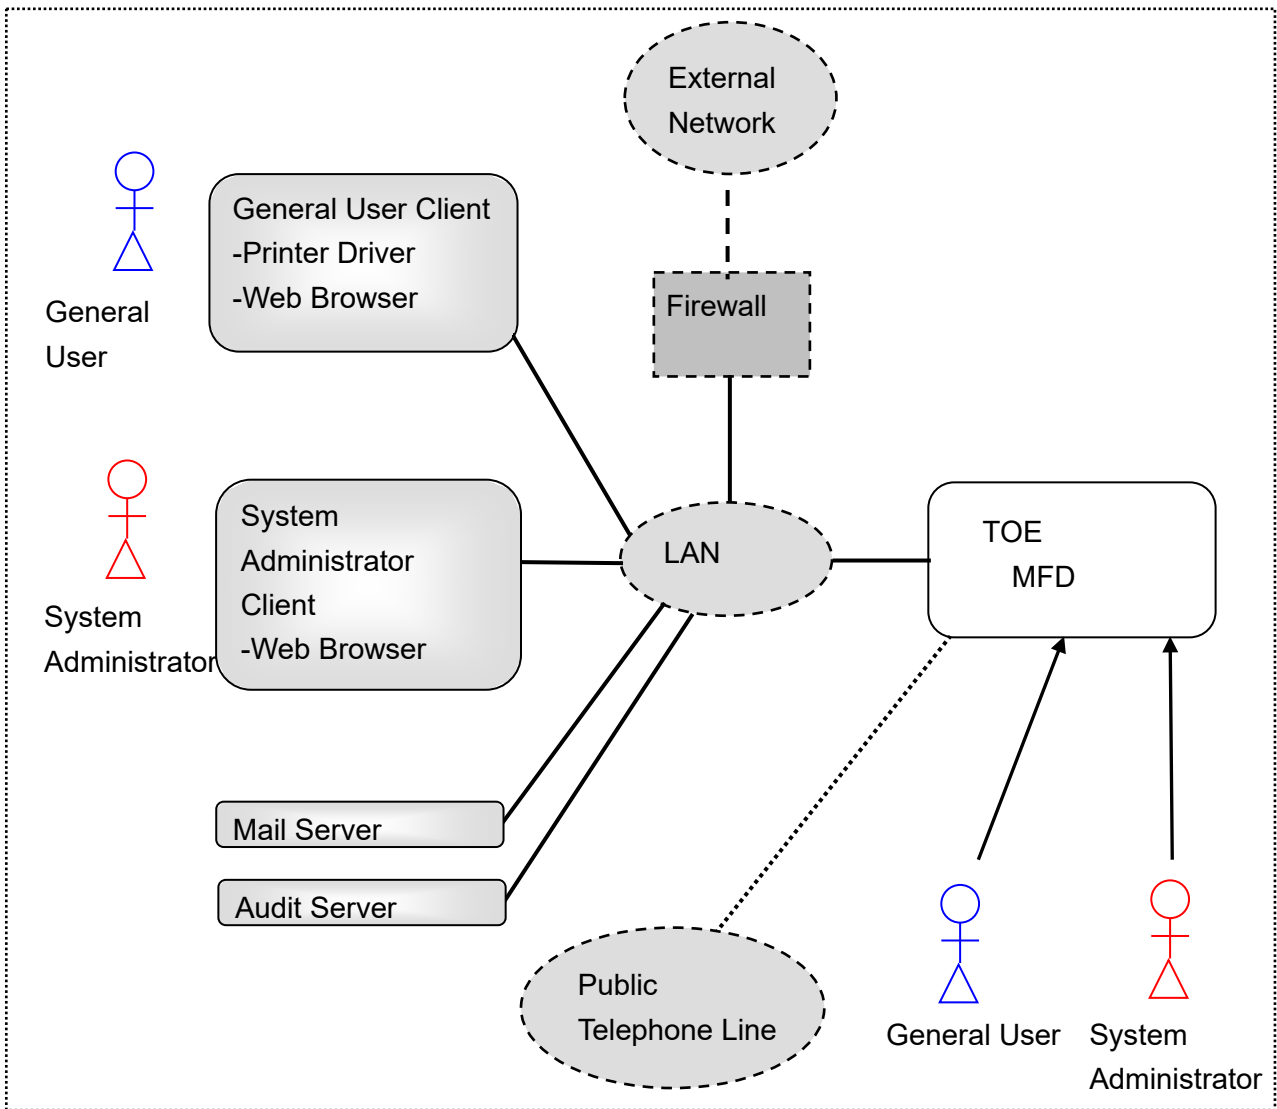 External
Network
General User Client
-Printer Driver
-Web Browser
General
User
Firewall
System
Administrator
Client
-Web Browser
System
Administrator
LAN
TOE
MFD
Mail Server
Audit Server
Public
Telephone Line
General User
System
Administrator